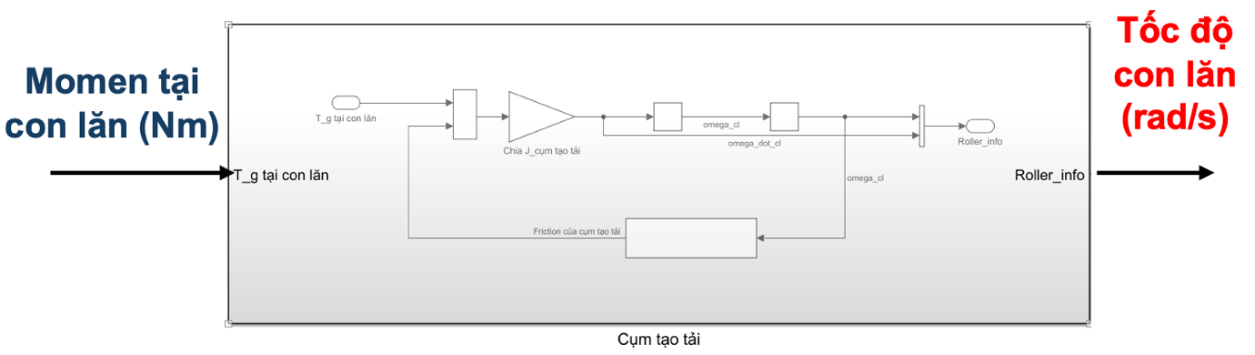 Momen tại
con lăn (Nm)
Tốc độ
con lăn
(rad/s)
T_g tại con lăn
Chia J_cụm tạo tải
omega_cl
omega_dot_cl
Roller_info
T_g tại con lăn
omega_cl
Roller_info
Friction của cụm tạo tải
Cụm tạo tải